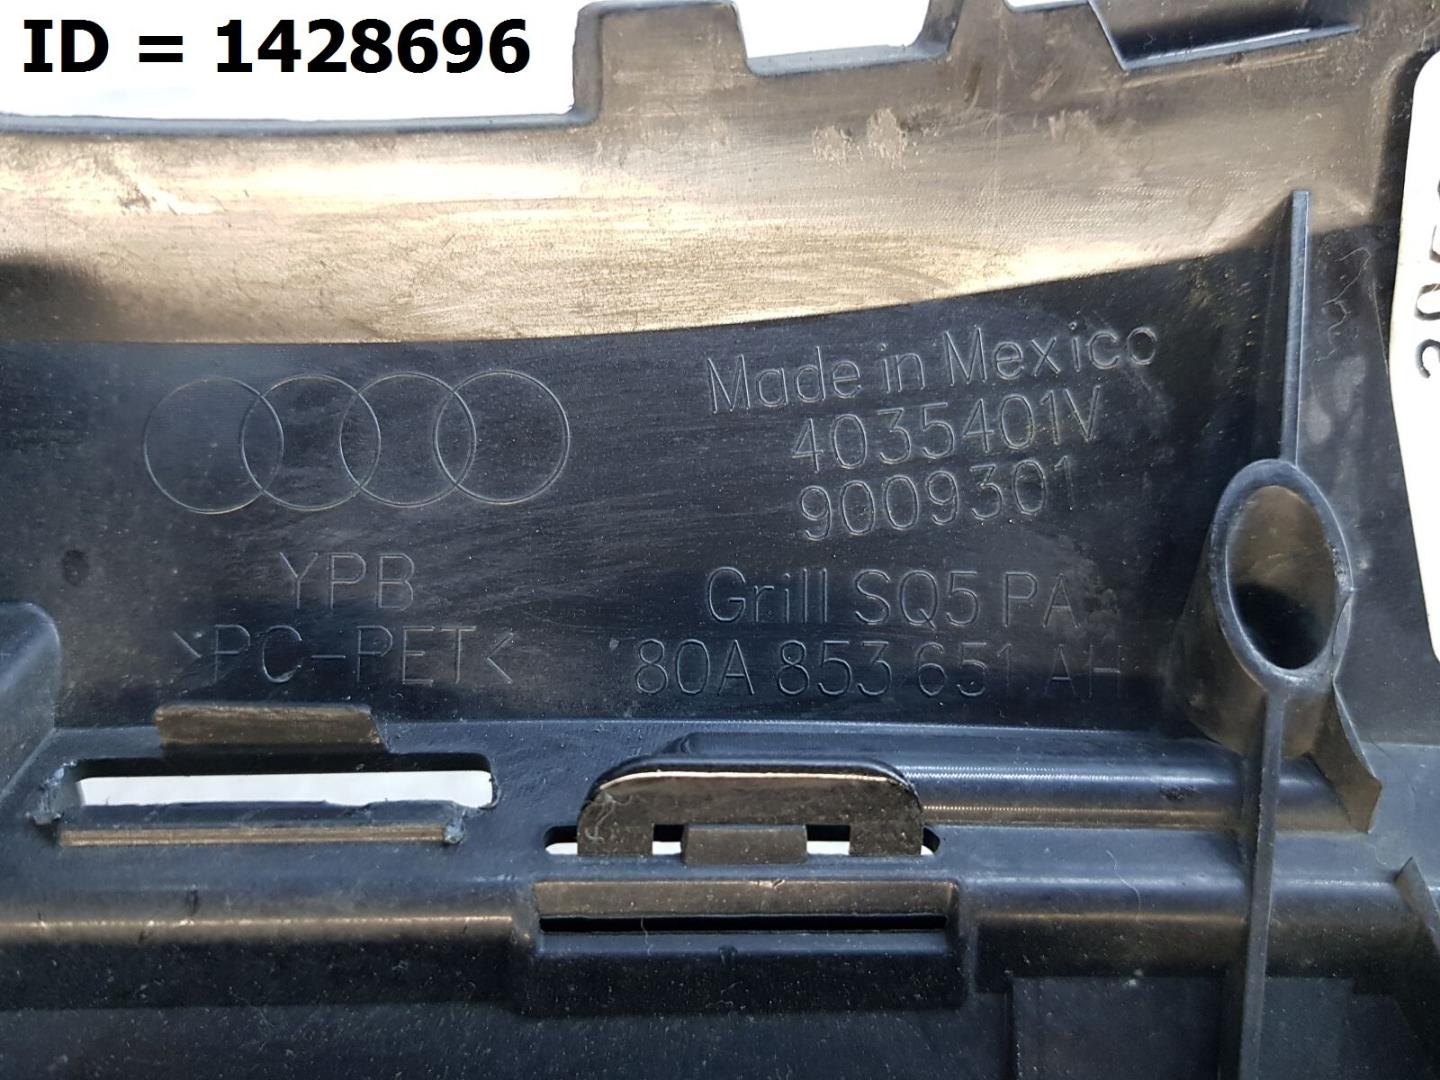 ID = 1428696
Made in Mexico
4035401V
9009301
YPB
>PC-PET<
Grill SQ5 PA
80A 853 651 AH